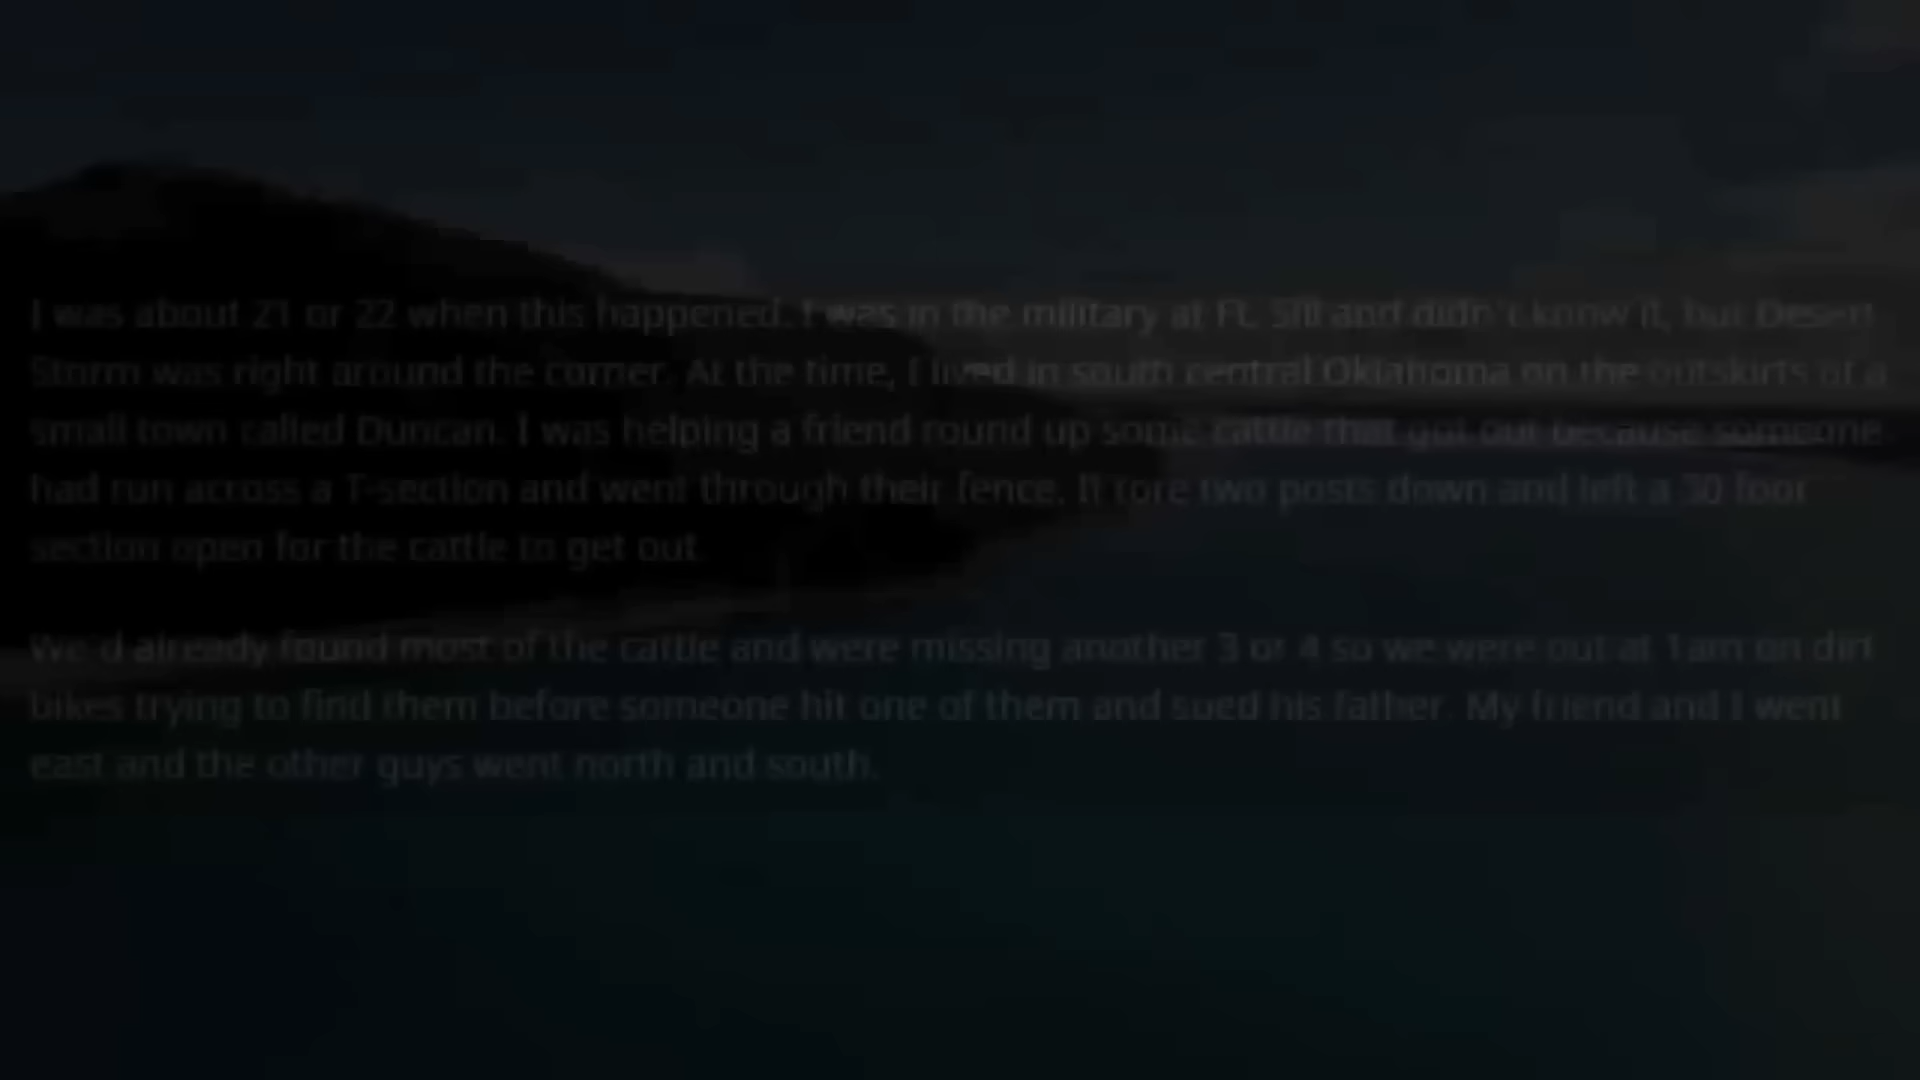 I was about 21 or 22 when this happened. I was in the military at Ft. Sill and didn't know it, but Desert
Storm was right around the corner. At the time, I lived in south central Oklahoma on the outskirts of a
small town called Duncan. I was helping a friend round up some cattle that got out because someone
had run across a T-section and went through their fence. It tore two posts down and left a 30 foot
section open for the cattle to get out.
We'd already found most of the cattle and were missing another 3 or 4 so we were out at 1am on dirt
bikes trying to find them before someone hit one of them and sued his father. My friend and I went
east and the other guys went north and south.